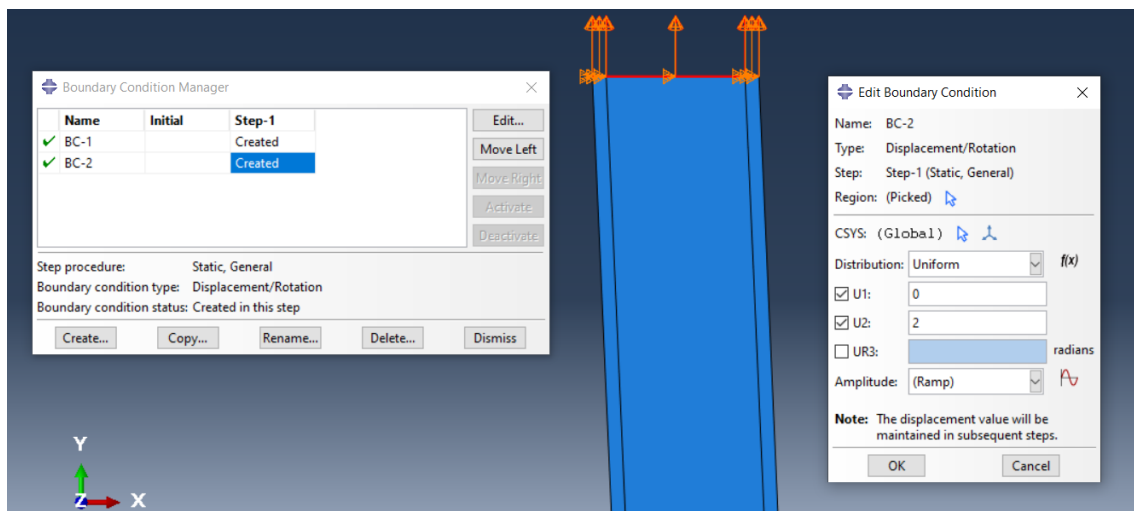 Boundary Condition Manager
Name Initial Step-1
BC-1 Created
BC-2 Created
Edit...
Move Left
Move Right
Activate
Deactivate
Step procedure: Static, General
Boundary condition type: Displacement/Rotation
Boundary condition status: Created in this step
Create... Copy... Rename... Delete... Dismiss
Edit Boundary Condition
Name: BC-2
Type: Displacement/Rotation
Step: Step-1 (Static, General)
Region: (Picked)
CSYS: (Global)
Distribution: Uniform f(x)
U1: 0
U2: 2
UR3: radians
Amplitude: (Ramp)
Note: The displacement value will be
maintained in subsequent steps.
OK Cancel
Y
Z X